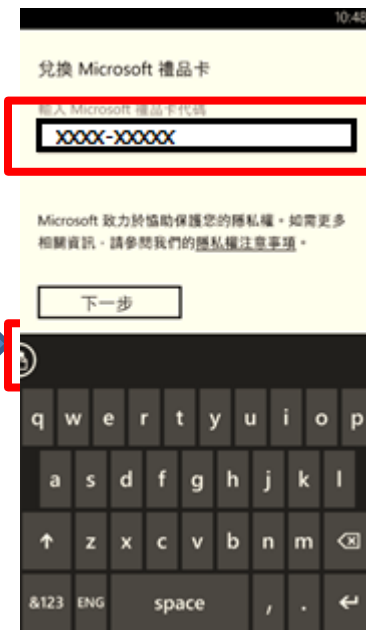 10:48
兌換 Microsoft 禮品卡
輸入 Microsoft 禮品卡代碼
XXXX-XXXXX
Microsoft 致力於協助保護您的隱私權。如需更多
相關資訊,請參閱我們的隱私權注意事項。
下一步
q w e r t y u i o p
a s d f g h j k l
z x c v b n m
&123 ENG space , .